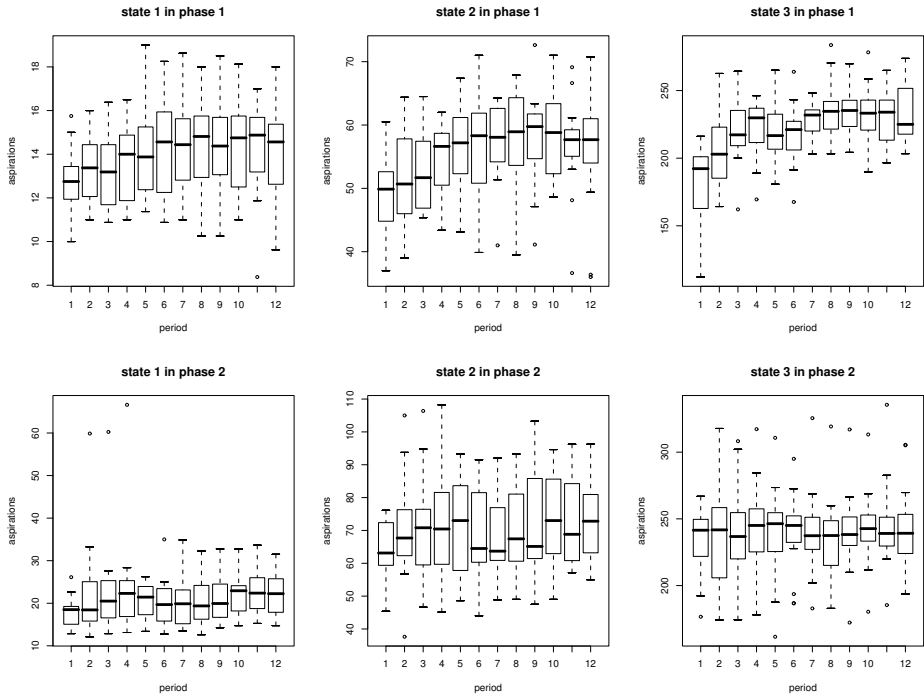 state 1 in phase 1
state 2 in phase 1
state 3 in phase 1
aspirations
8 10 12 14 16 18
1 2 3 4 5 6 7 8 9 10 12
period
aspirations
40 50 60 70
1 2 3 4 5 6 7 8 9 10 12
period
aspirations
150 200 250
1 2 3 4 5 6 7 8 9 10 12
period
state 1 in phase 2
state 2 in phase 2
state 3 in phase 2
aspirations
10 20 30 40 50 60
1 2 3 4 5 6 7 8 9 10 12
period
aspirations
40 50 60 70 80 90 100 110
1 2 3 4 5 6 7 8 9 10 12
period
aspirations
200 250 300
1 2 3 4 5 6 7 8 9 10 12
period